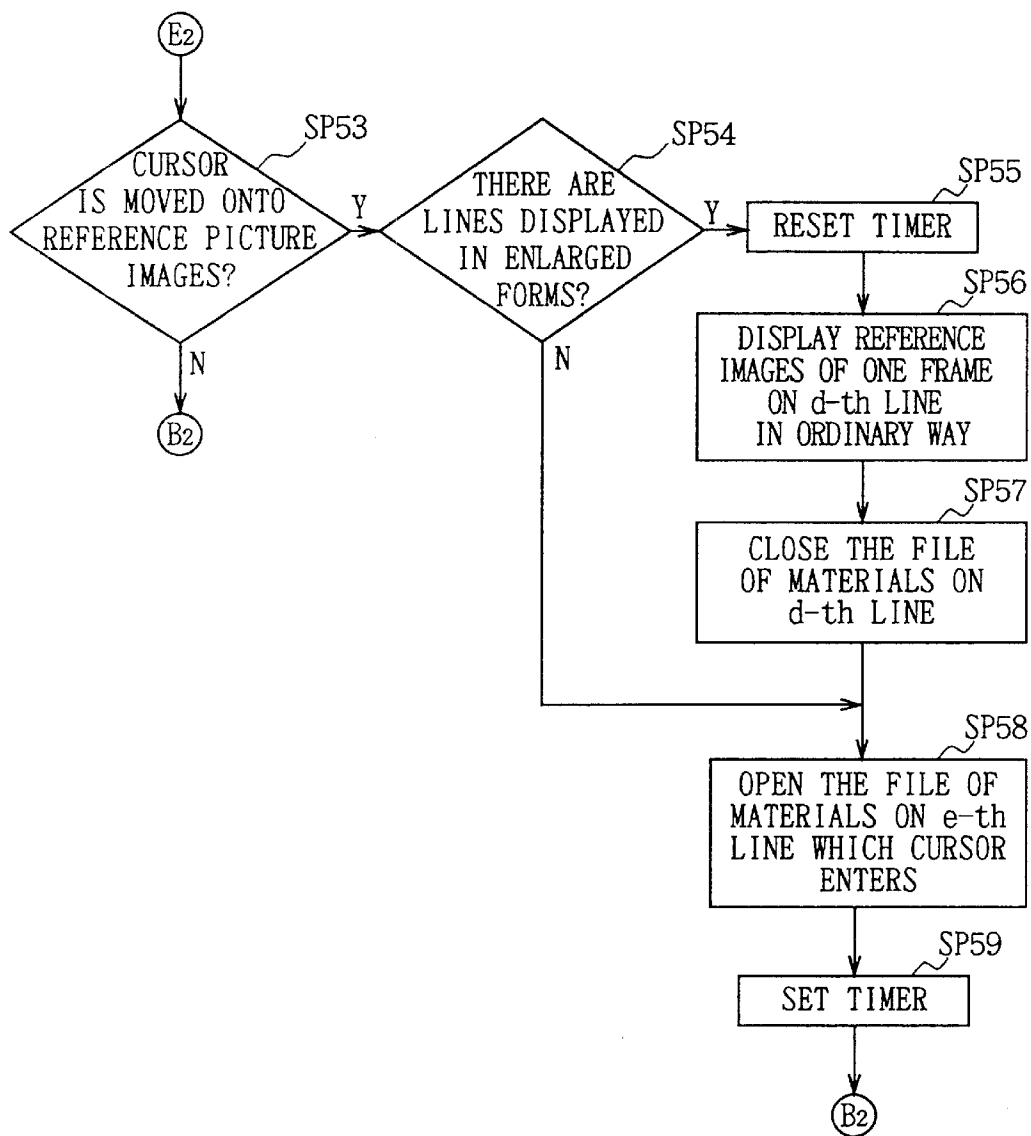 E2
SP53
CURSOR
IS MOVED ONTO
REFERENCE PICTURE
IMAGES?
Y
N
B2
SP54
THERE ARE
LINES DISPLAYED
IN ENLARGED
FORMS?
Y
N
SP55
RESET TIMER
SP56
DISPLAY REFERENCE
IMAGES OF ONE FRAME
ON d-th LINE
IN ORDINARY WAY
SP57
CLOSE THE FILE
OF MATERIALS ON
d-th LINE
SP58
OPEN THE FILE OF
MATERIALS ON e-th
LINE WHICH CURSOR
ENTERS
SP59
SET TIMER
B2